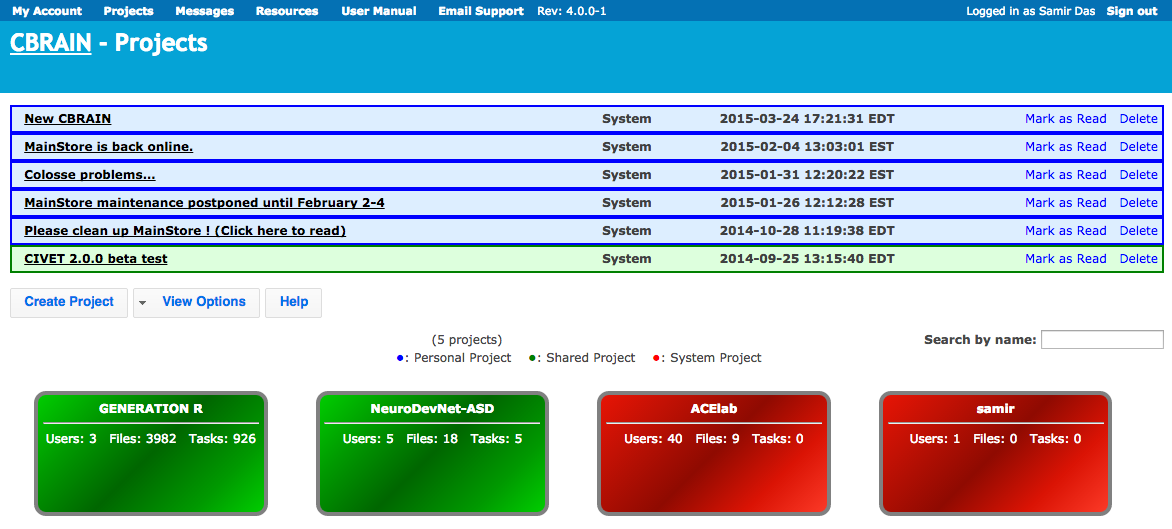 My Account Projects Messages Resources User Manual Email Support Rev: 4.0.0-1 Logged in as Samir Das Sign out
CBRAIN - Projects
New CBRAIN System 2015-03-24 17:21:31 EDT Mark as Read Delete
MainStore is back online. System 2015-02-04 13:03:01 EST Mark as Read Delete
Colosse problems... System 2015-01-31 12:20:22 EST Mark as Read Delete
MainStore maintenance postponed until February 2-4 System 2015-01-26 12:12:28 EST Mark as Read Delete
Please clean up MainStore ! (Click here to read) System 2014-10-28 11:19:38 EDT Mark as Read Delete
CIVET 2.0.0 beta test System 2014-09-25 13:15:40 EDT Mark as Read Delete
Create Project View Options Help
(5 projects) Search by name:
: Personal Project : Shared Project : System Project
GENERATION R NeuroDevNet-ASD ACElab samir
Users: 3 Files: 3982 Tasks: 926 Users: 5 Files: 18 Tasks: 5 Users: 40 Files: 9 Tasks: 0 Users: 1 Files: 0 Tasks: 0